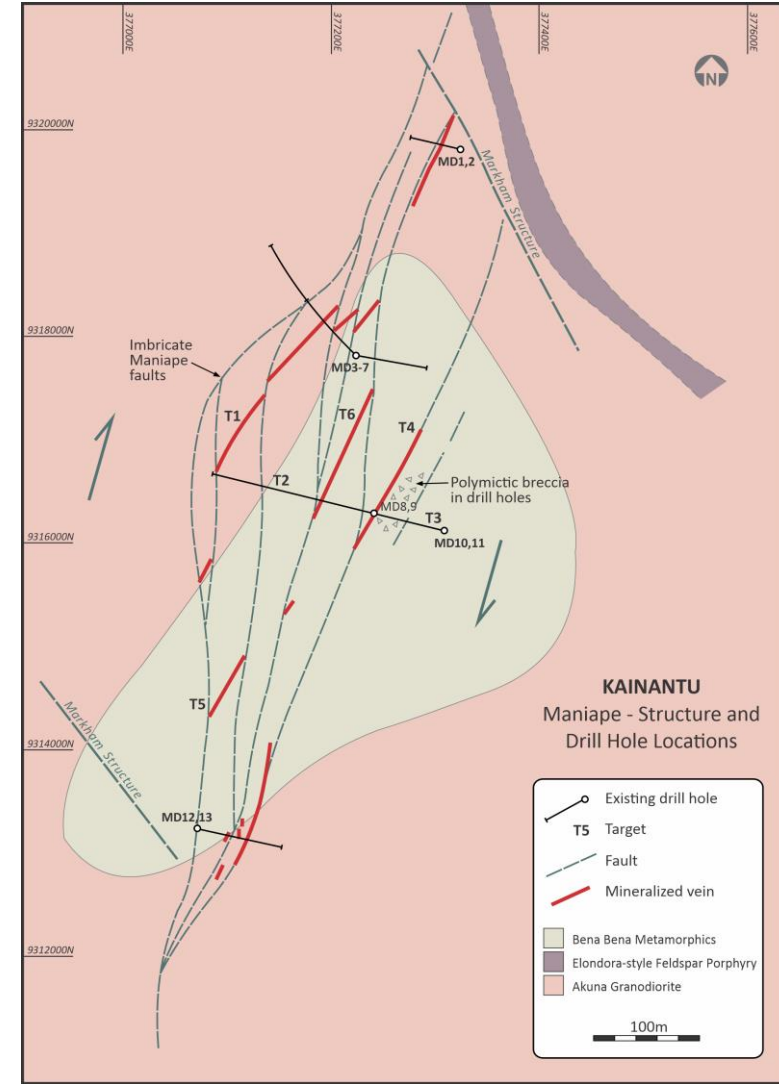 377000E
377200E
377400E
377600E
N
9320000N
MD1,2
Markham Structure
9318000N
Imbricate
Maniape
faults
MD3-7
T1
T6
T4
T2
Polymictic breccia
in drill holes
MD8,9
T3
9316000N
MD10,11
KAINANTU
Maniape - Structure and
Drill Hole Locations
T5
Markham Structure
9314000N
MD12,13
Existing drill hole
T5 Target
Fault
Mineralized vein
Bena Bena Metamorphics
9312000N
Elondora-style Feldspar Porphyry
Akuna Granodiorite
100m